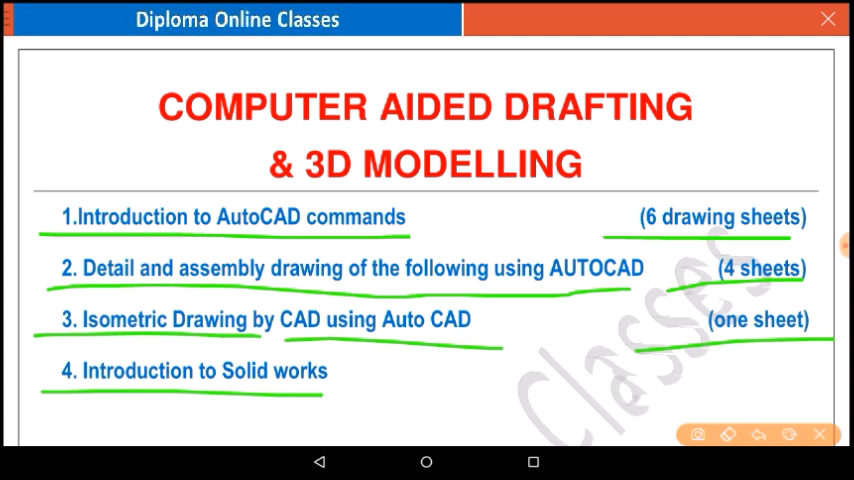 Diploma Online Classes
COMPUTER AIDED DRAFTING
& 3D MODELLING
1.Introduction to AutoCAD commands (6 drawing sheets)
2. Detail and assembly drawing of the following using AUTOCAD (4 sheets)
3. Isometric Drawing by CAD using Auto CAD (one sheet)
4. Introduction to Solid works
Classes